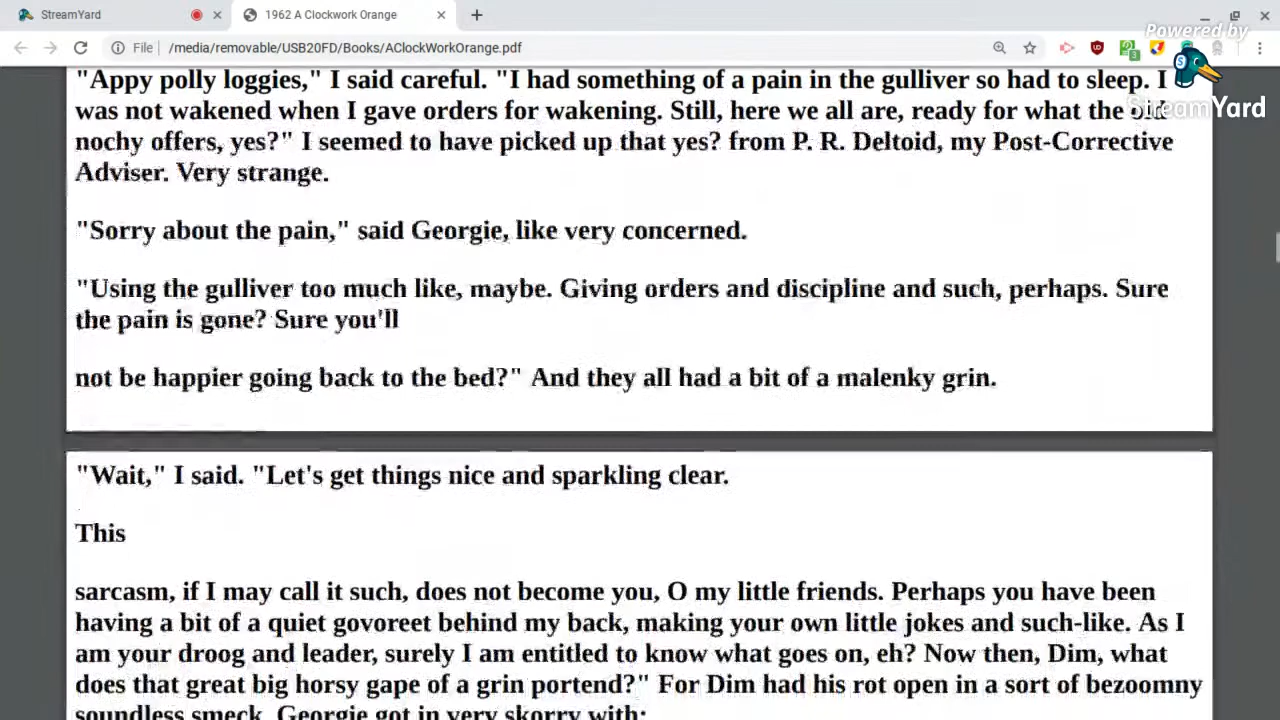 StreamYard
1962 A Clockwork Orange
Powered by
File
/media/removable/USB20FD/Books/AClockWorkOrange.pdf
StreamYard
"Appy polly loggies," I said careful. "I had something of a pain in the gulliver so had to sleep. I
was not wakened when I gave orders for wakening. Still, here we all are, ready for what the old
nochy offers, yes?" I seemed to have picked up that yes? from P. R. Deltoid, my Post-Corrective
Adviser. Very strange.
"Sorry about the pain," said Georgie, like very concerned.
"Using the gulliver too much like, maybe. Giving orders and discipline and such, perhaps. Sure
the pain is gone? Sure you'll
not be happier going back to the bed?" And they all had a bit of a malenky grin.
"Wait," I said. "Let's get things nice and sparkling clear.
This
sarcasm, if I may call it such, does not become you, O my little friends. Perhaps you have been
having a bit of a quiet govoreet behind my back, making your own little jokes and such-like. As I
am your droog and leader, surely I am entitled to know what goes on, eh? Now then, Dim, what
does that great big horsy gape of a grin portend?" For Dim had his rot open in a sort of bezoomny
soundless smeck. Georgie got in very skorry with: